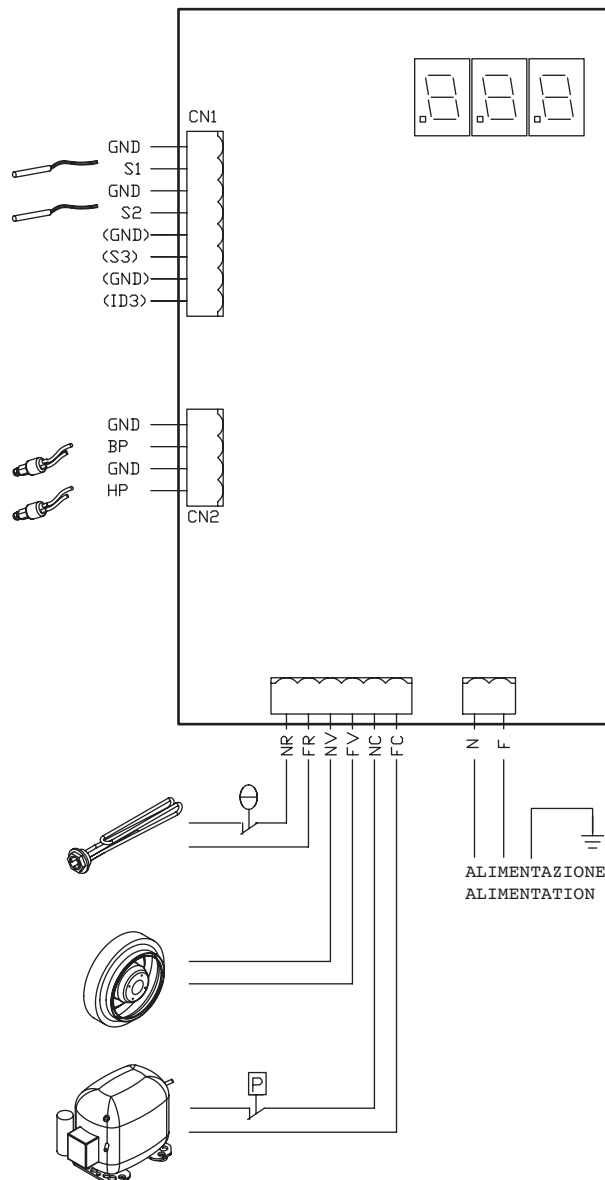 CN1
GND
S1
GND
S2
(GND)
(S3)
(GND)
(ID3)
GND
BP
GND
HP
CN2
NR
FR
NV
FV
NC
FC
N
F
ALIMENTAZIONE
ALIMENTATION
P